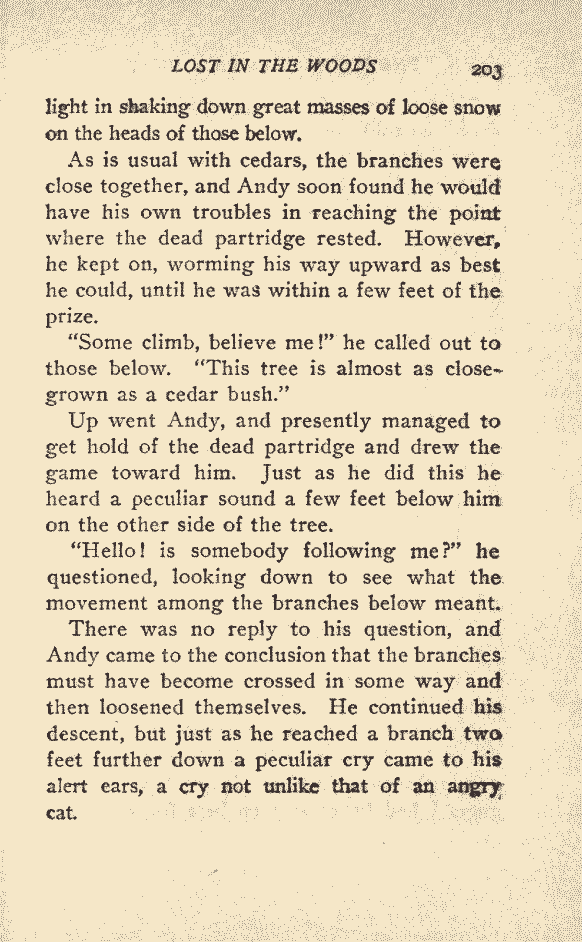 LOST IN THE WOODS 203
light in shaking down great masses of loose snow
on the heads of those below.
As is usual with cedars, the branches were
close together, and Andy soon found he would
have his own troubles in reaching the point
where the dead partridge rested. However,
he kept on, worming his way upward as best
he could, until he was within a few feet of the
prize.
“Some climb, believe me!” he called out to
those below. “This tree is almost as close-
grown as a cedar bush.”
Up went Andy, and presently managed to
get hold of the dead partridge and drew the
game toward him. Just as he did this he
heard a peculiar sound a few feet below him
on the other side of the tree.
“Hello! is somebody following me?” he
questioned, looking down to see what the
movement among the branches below meant.
There was no reply to his question, and
Andy came to the conclusion that the branches
must have become crossed in some way and
then loosened themselves. He continued his
descent, but just as he reached a branch two
feet further down a peculiar cry came to his
alert ears, a cry not unlike that of an angry
cat.